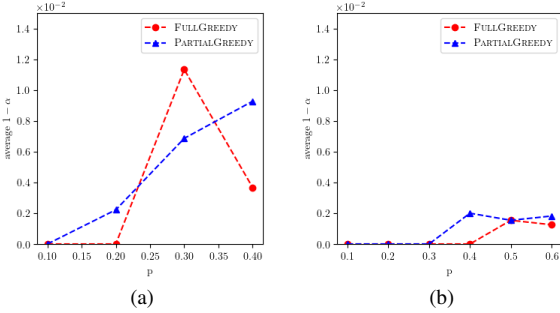 ×10⁻² ×10⁻²
1.4 1.4
1.2 1.2
1.0 1.0
0.8 0.8
0.6 0.6
0.4 0.4
0.2 0.2
0.0 0.0
average 1 − α average 1 − α
FULLGREEDY FULLGREEDY
PARTIALGREEDY PARTIALGREEDY
0.10 0.15 0.20 0.25 0.30 0.35 0.40 0.1 0.2 0.3 0.4 0.5 0.6
p p
(a) (b)